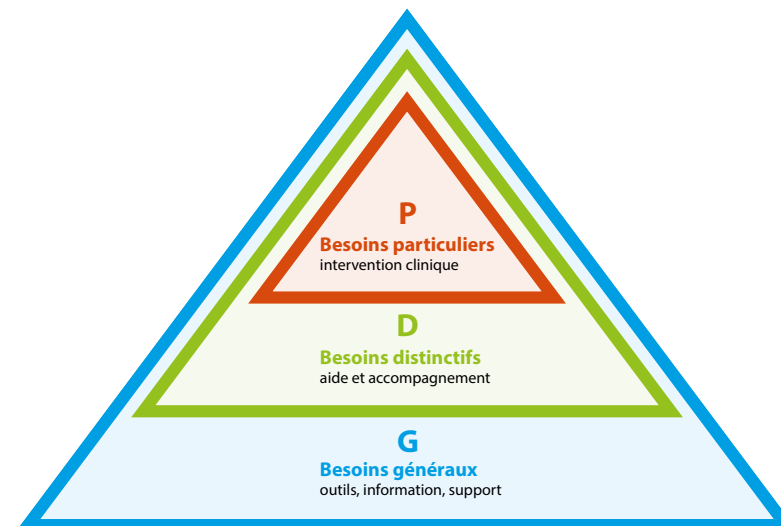 P
Besoins particuliers
intervention clinique
D
Besoins distinctifs
aide et accompagnement
G
Besoins généraux
outils, information, support